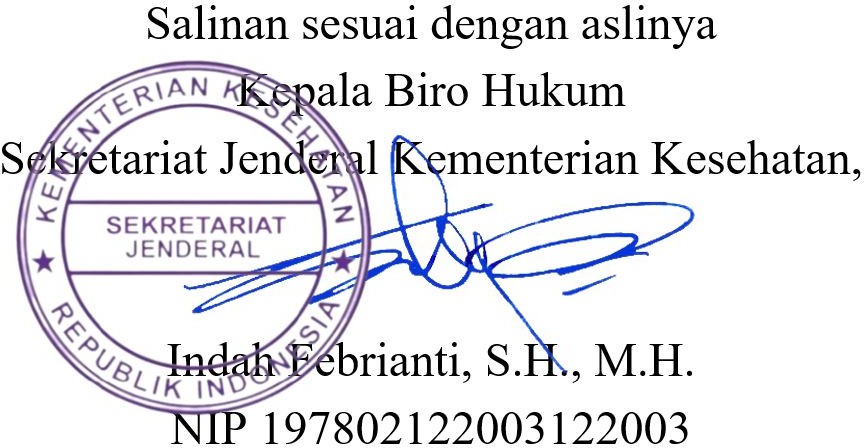 Salinan sesuai dengan aslinya
Kepala Biro Hukum
Sekretariat Jenderal Kementerian Kesehatan,
KEMENTERIAN KESEHATAN
SEKRETARIAT
JENDERAL
REPUBLIK INDONESIA
Indah Febrianti, S.H., M.H.
NIP 197802122003122003